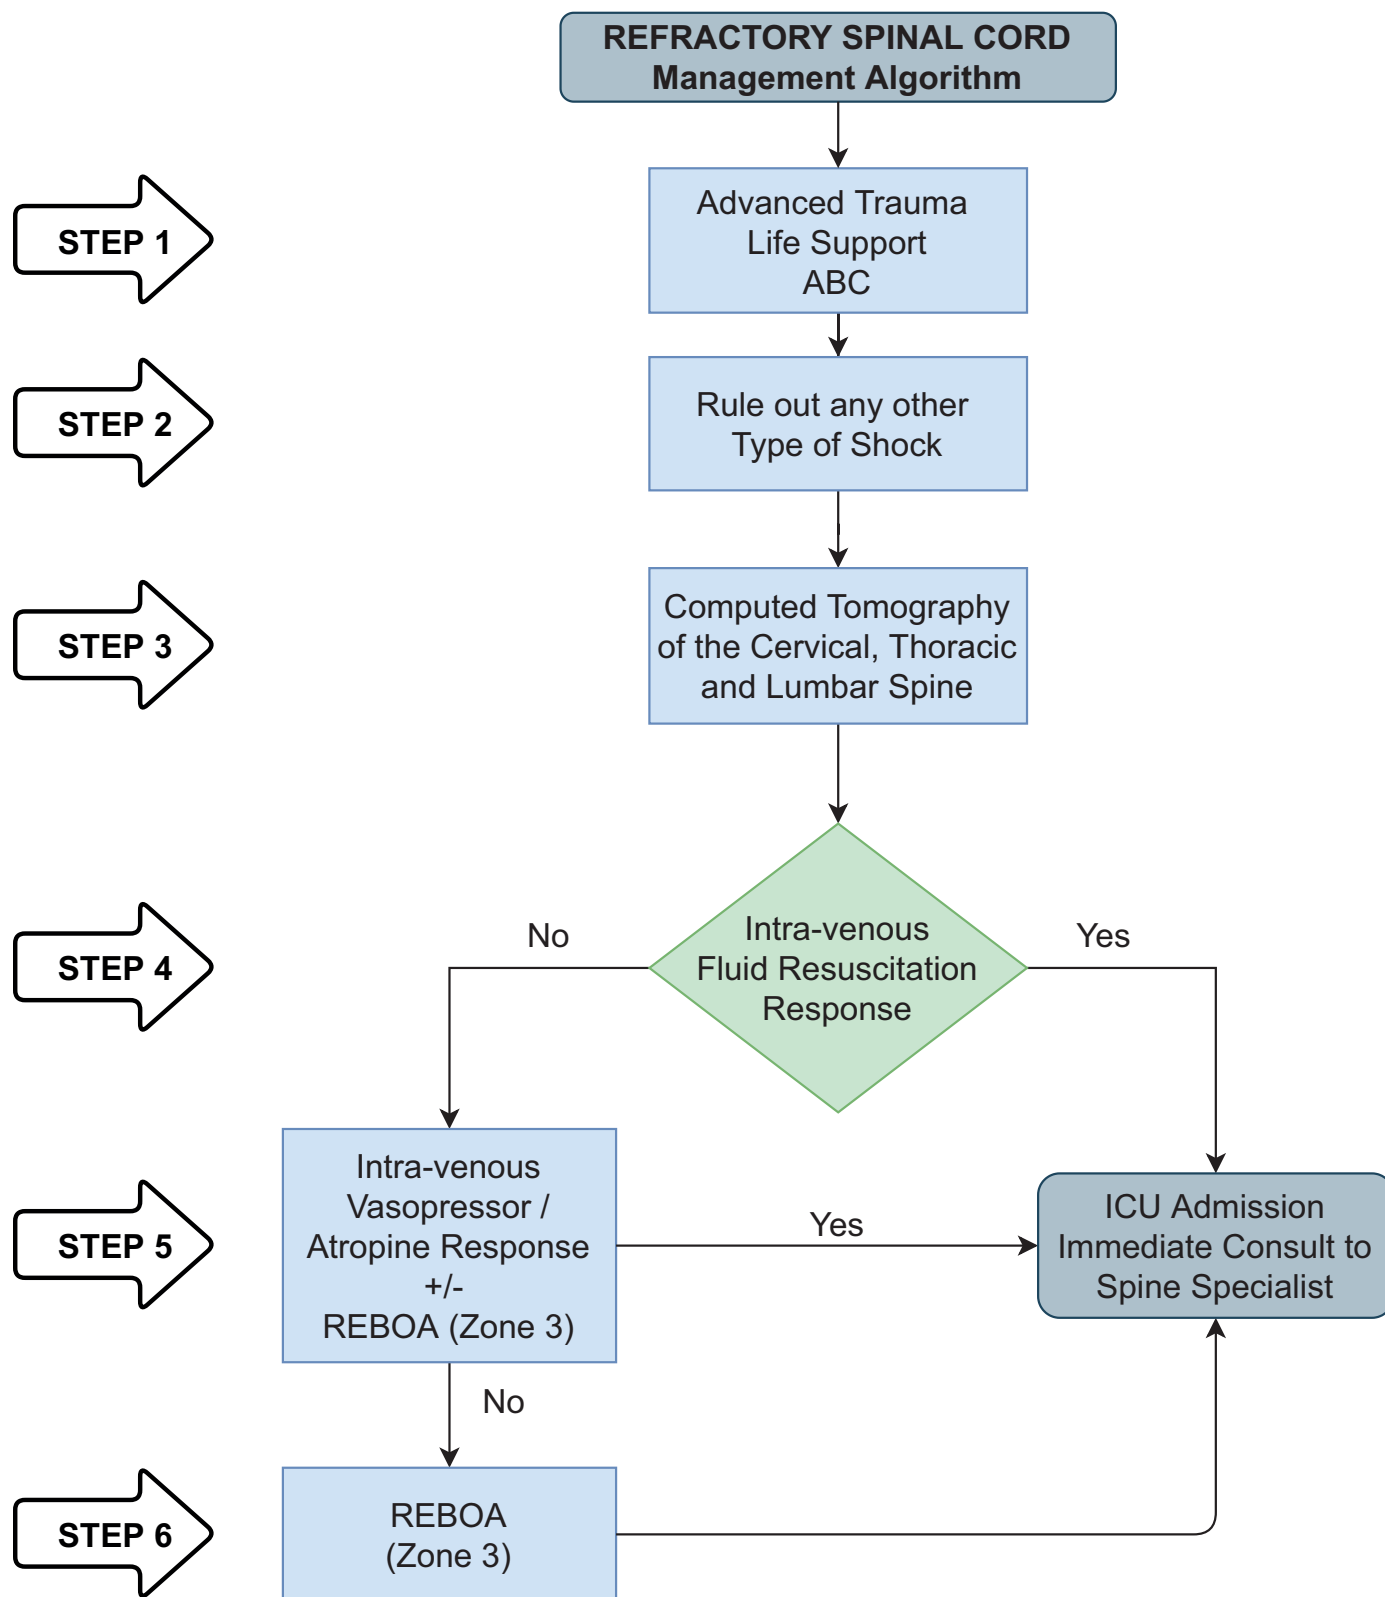 REFRACTORY SPINAL CORD
Management Algorithm
STEP 1
Advanced Trauma
Life Support
ABC
STEP 2
Rule out any other
Type of Shock
STEP 3
Computed Tomography
of the Cervical, Thoracic
and Lumbar Spine
STEP 4
No
Intra-venous
Fluid Resuscitation
Response
Yes
STEP 5
Intra-venous
Vasopressor /
Atropine Response
+/-
REBOA (Zone 3)
Yes
ICU Admission
Immediate Consult to
Spine Specialist
No
STEP 6
REBOA
(Zone 3)